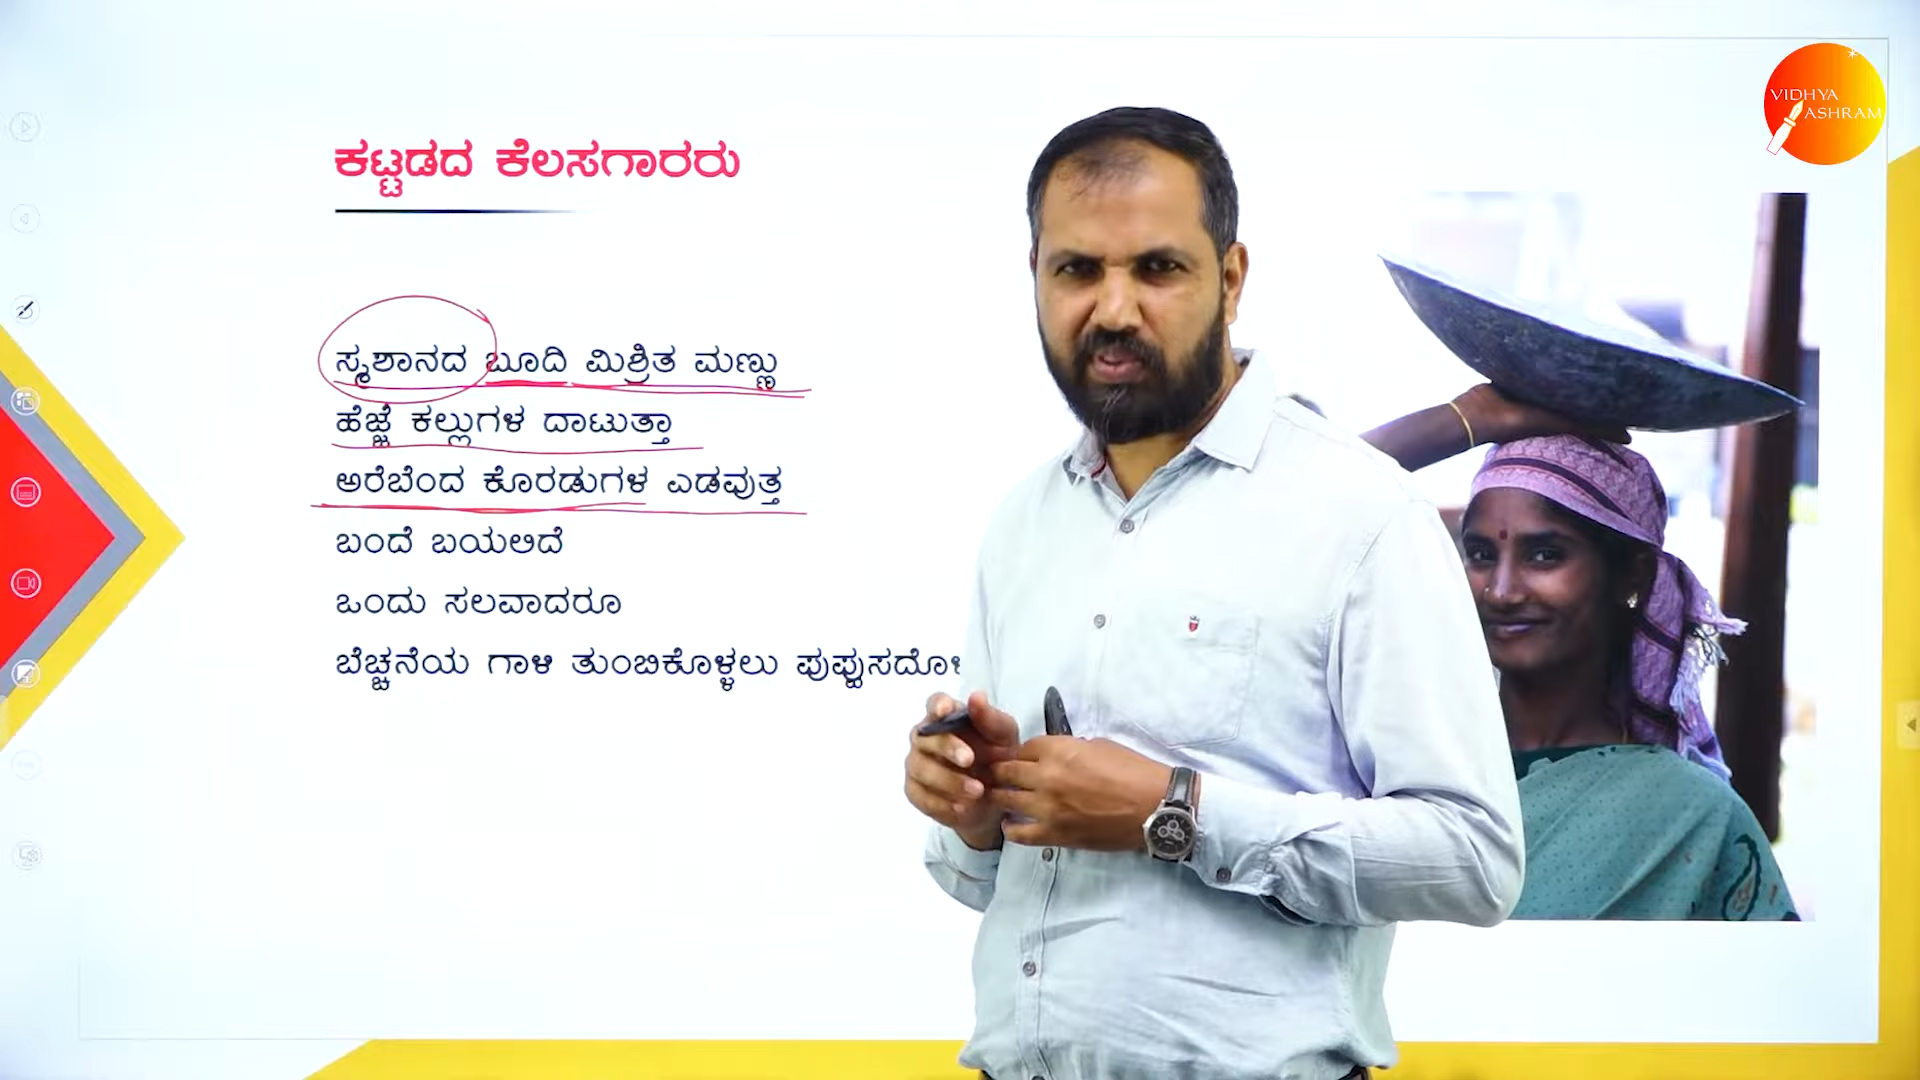 VIDHYA
ASHRAM
ಕಟ್ಟಡದ ಕೆಲಸಗಾರರು
ಸ್ಮಶಾನದ ಬೂದಿ ಮಿಶ್ರಿತ ಮಣ್ಣು
ಹೆಜ್ಜೆ ಕಲ್ಲುಗಳ ದಾಟುತ್ತಾ
ಅರೆಬೆಂದ ಕೊರಡುಗಳ ಎಡವುತ್ತ
ಬಂದೆ ಬಯಲಿದೆ
ಒಂದು ಸಲವಾದರೂ
ಬೆಚ್ಚನೆಯ ಗಾಳಿ ತುಂಬಿಕೊಳ್ಳಲು